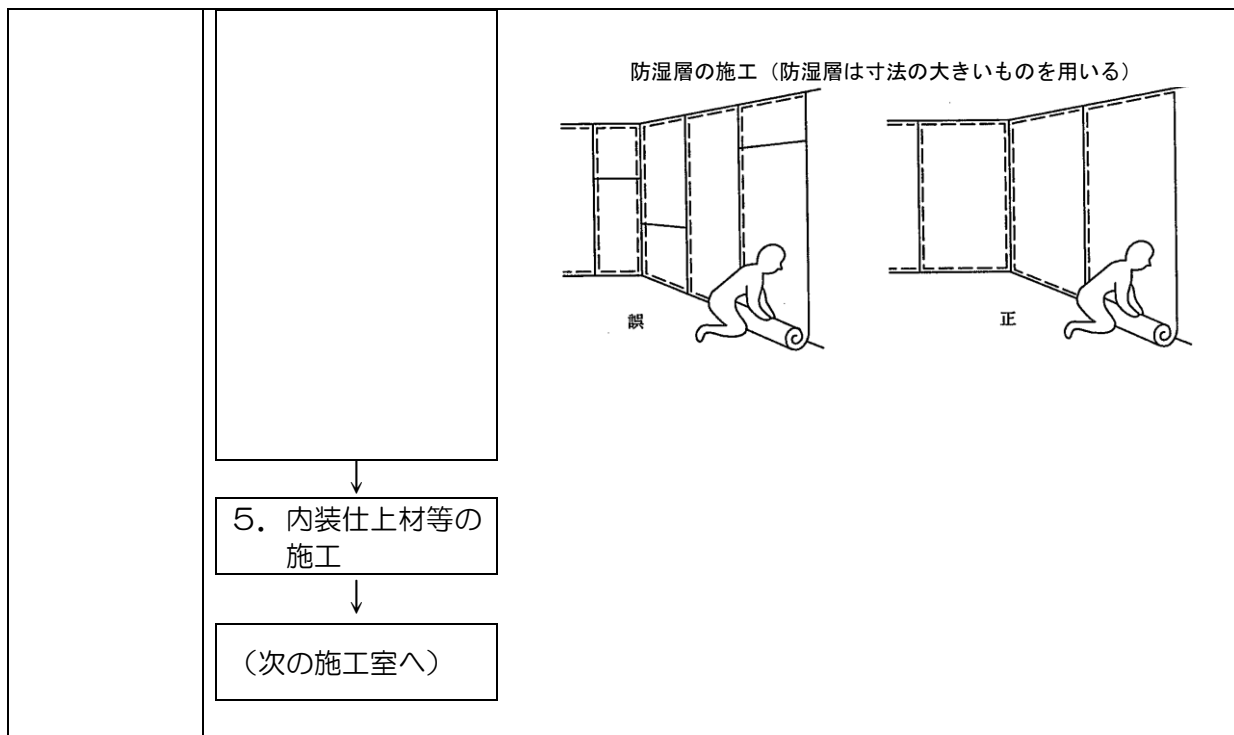 防湿層の施工（防湿層は寸法の大きいものを用いる）
誤
正
５．内装仕上材等の
施工
（次の施工室へ）